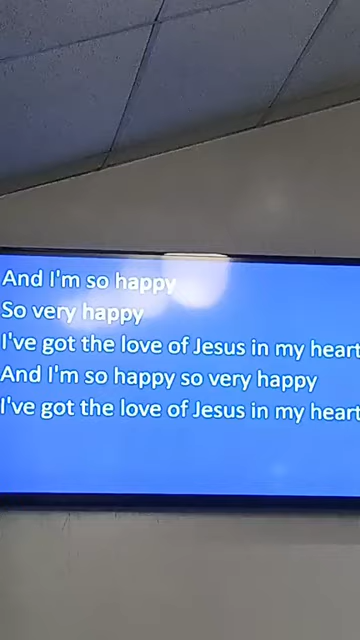 And I'm so happy
So very happy
I've got the love of Jesus in my heart
And I'm so happy so very happy
I've got the love of Jesus in my heart